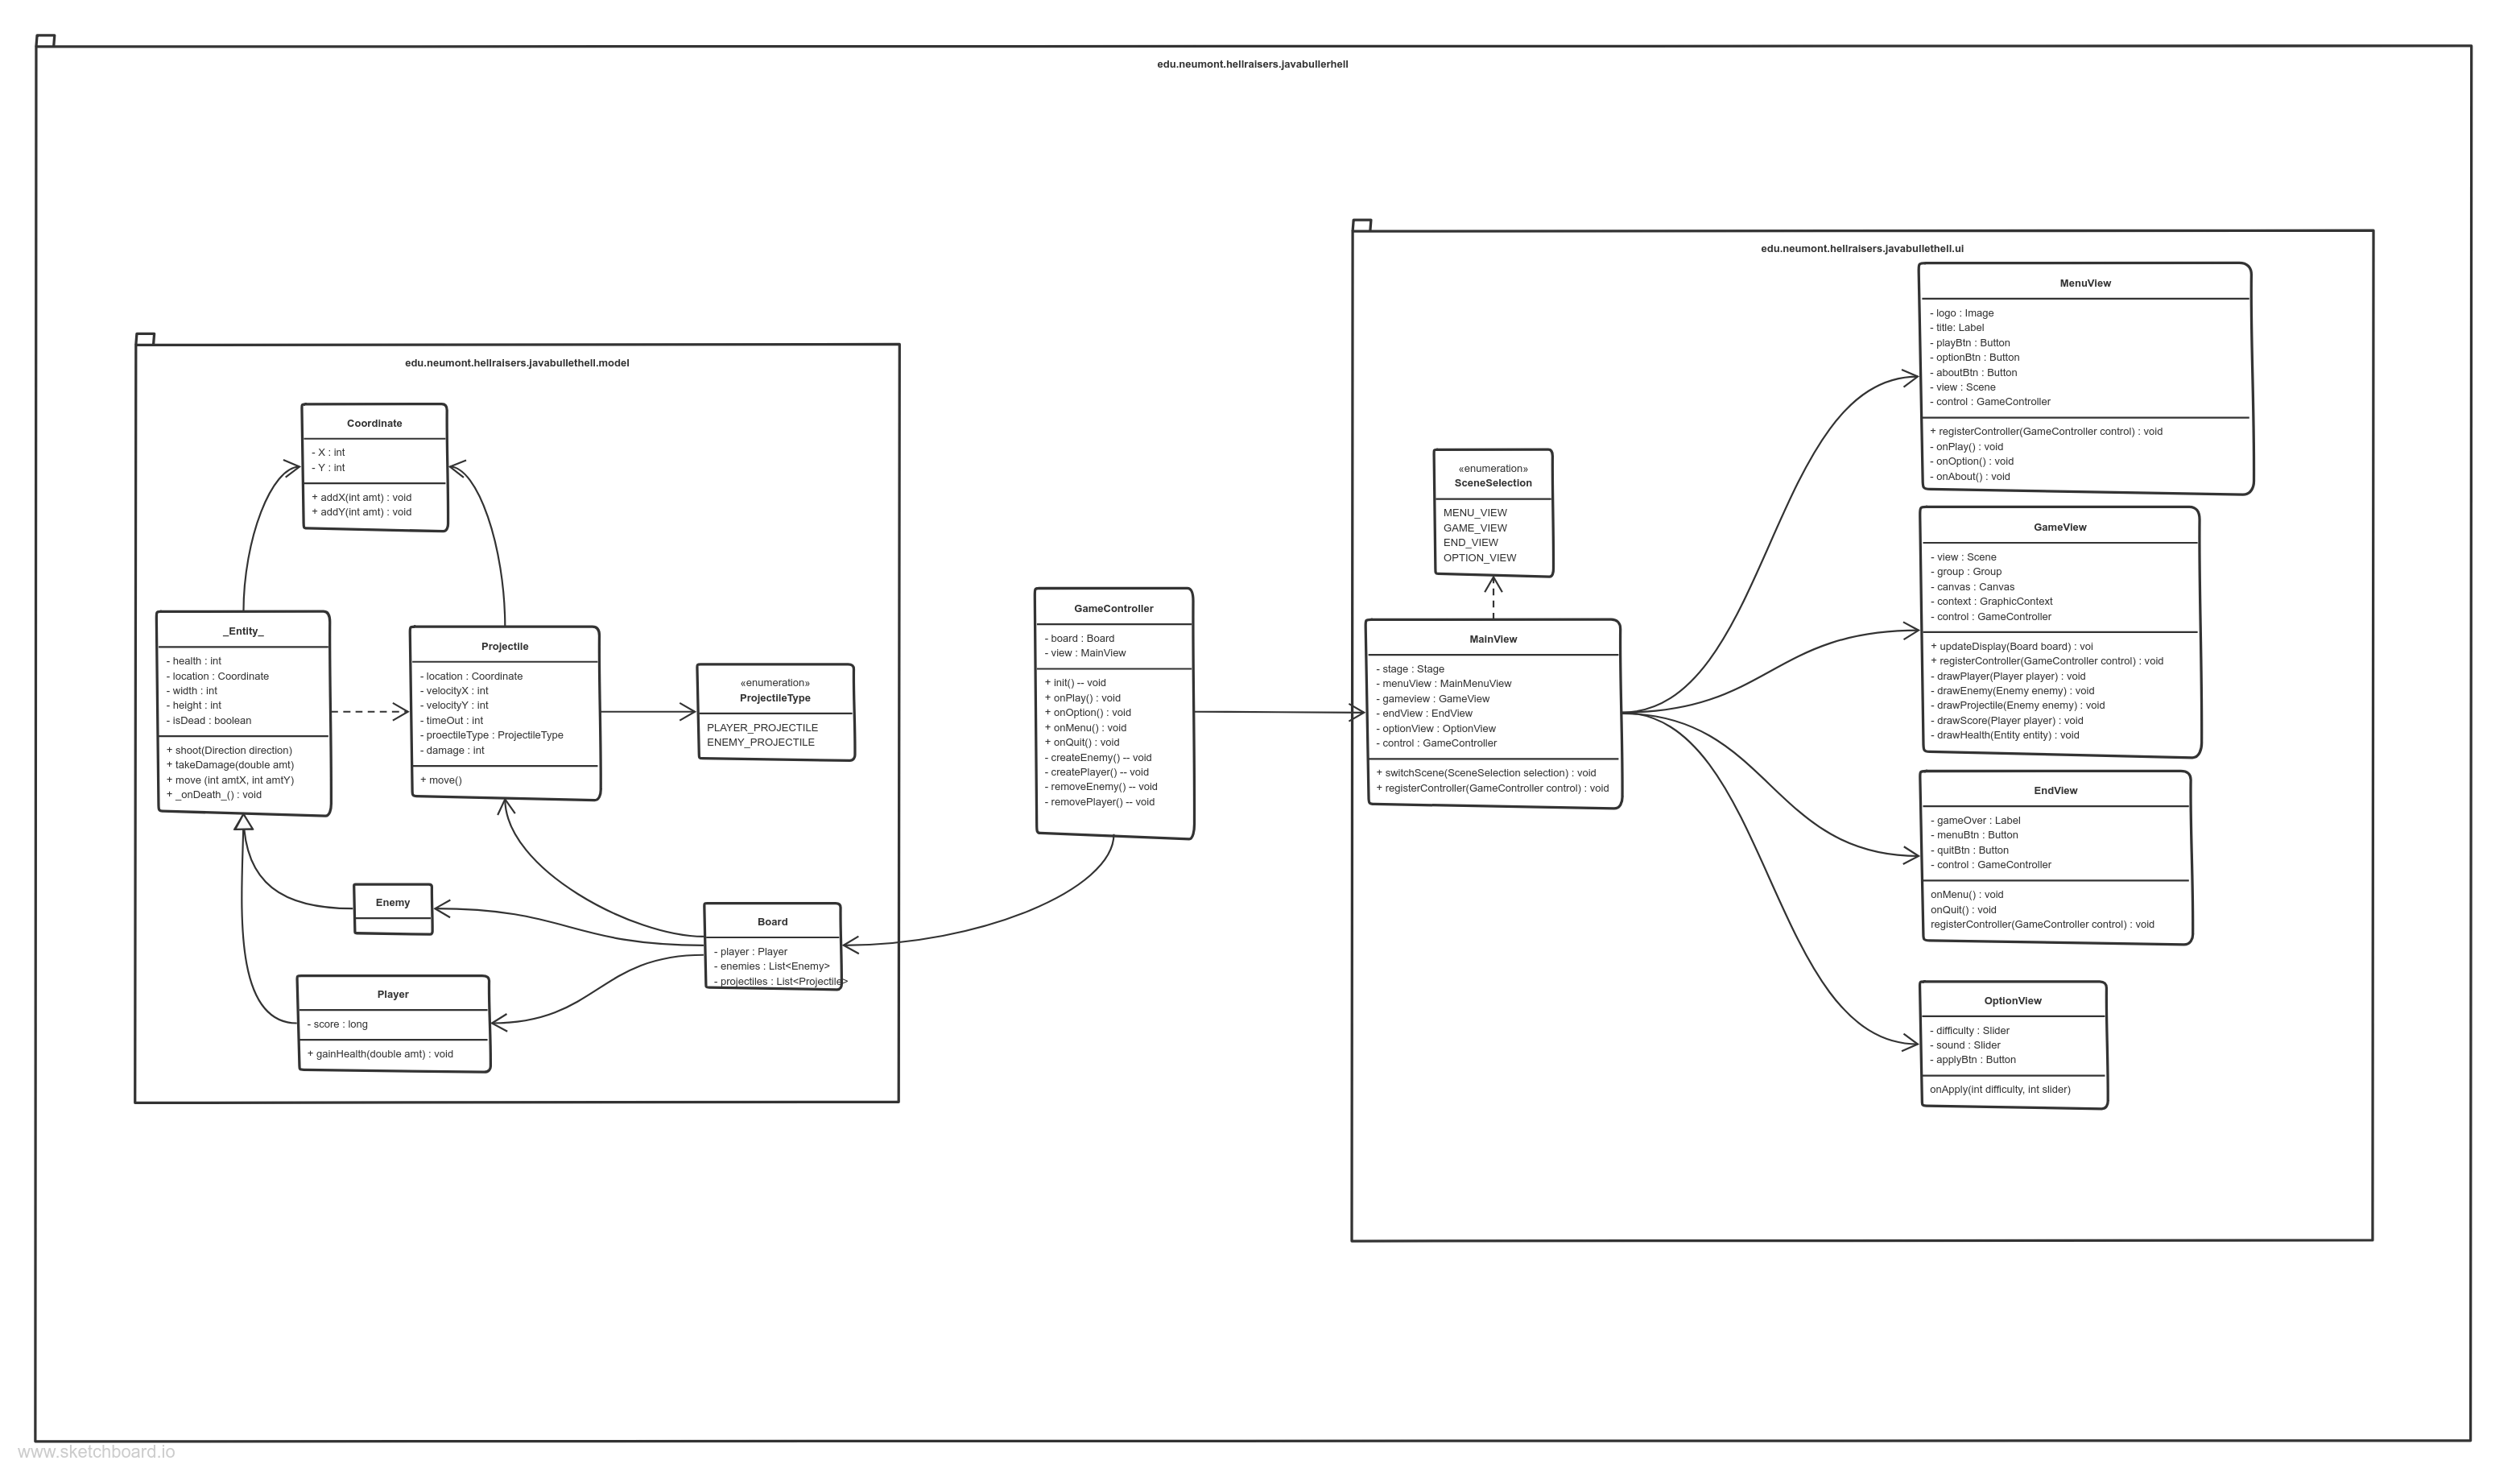 edu.neumont.hellraisers.javabullerhell
edu.neumont.hellraisers.javabullethell.model
Coordinate
- X : int
- Y : int
+ addX(int amt) : void
+ addY(int amt) : void
_Entity_
- health : int
- location : Coordinate
- width : int
- height : int
- isDead : boolean
+ shoot(Direction direction)
+ takeDamage(double amt)
+ move (int amtX, int amtY)
+ _onDeath_() : void
Projectile
- location : Coordinate
- velocityX : int
- velocityY : int
- timeOut : int
- proectileType : ProjectileType
- damage : int
+ move()
«enumeration»
ProjectileType
PLAYER_PROJECTILE
ENEMY_PROJECTILE
Enemy
Player
- score : long
+ gainHealth(double amt) : void
Board
- player : Player
- enemies : List<Enemy>
- projectiles : List<Projectile>
GameController
- board : Board
- view : MainView
+ init() -- void
+ onPlay() : void
+ onOption() : void
+ onMenu() : void
+ onQuit() : void
- createEnemy() -- void
- createPlayer() -- void
- removeEnemy() -- void
- removePlayer() -- void
edu.neumont.hellraisers.javabullethell.ui
«enumeration»
SceneSelection
MENU_VIEW
GAME_VIEW
END_VIEW
OPTION_VIEW
MainView
- stage : Stage
- menuView : MainMenuView
- gameview : GameView
- endView : EndView
- optionView : OptionView
- control : GameController
+ switchScene(SceneSelection selection) : void
+ registerController(GameController control) : void
MenuView
- logo : Image
- title: Label
- playBtn : Button
- optionBtn : Button
- aboutBtn : Button
- view : Scene
- control : GameController
+ registerController(GameController control) : void
- onPlay() : void
- onOption() : void
- onAbout() : void
GameView
- view : Scene
- group : Group
- canvas : Canvas
- context : GraphicContext
- control : GameController
+ updateDisplay(Board board) : voi
+ registerController(GameController control) : void
- drawPlayer(Player player) : void
- drawEnemy(Enemy enemy) : void
- drawProjectile(Enemy enemy) : void
- drawScore(Player player) : void
- drawHealth(Entity entity) : void
EndView
- gameOver : Label
- menuBtn : Button
- quitBtn : Button
- control : GameController
onMenu() : void
onQuit() : void
registerController(GameController control) : void
OptionView
- difficulty : Slider
- sound : Slider
- applyBtn : Button
onApply(int difficulty, int slider)
www.sketchboard.io